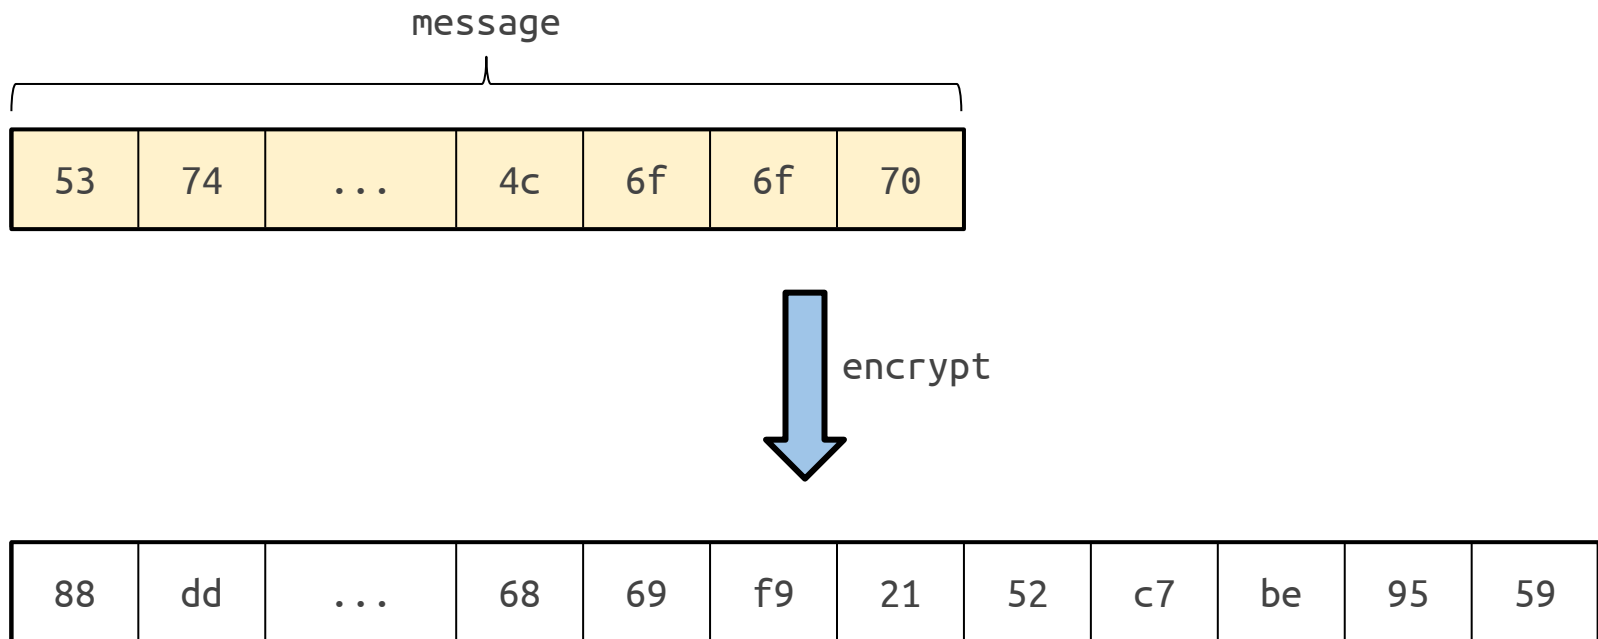 message
53 74 ... 4c 6f 6f 70
encrypt
88 dd ... 68 69 f9 21 52 c7 be 95 59